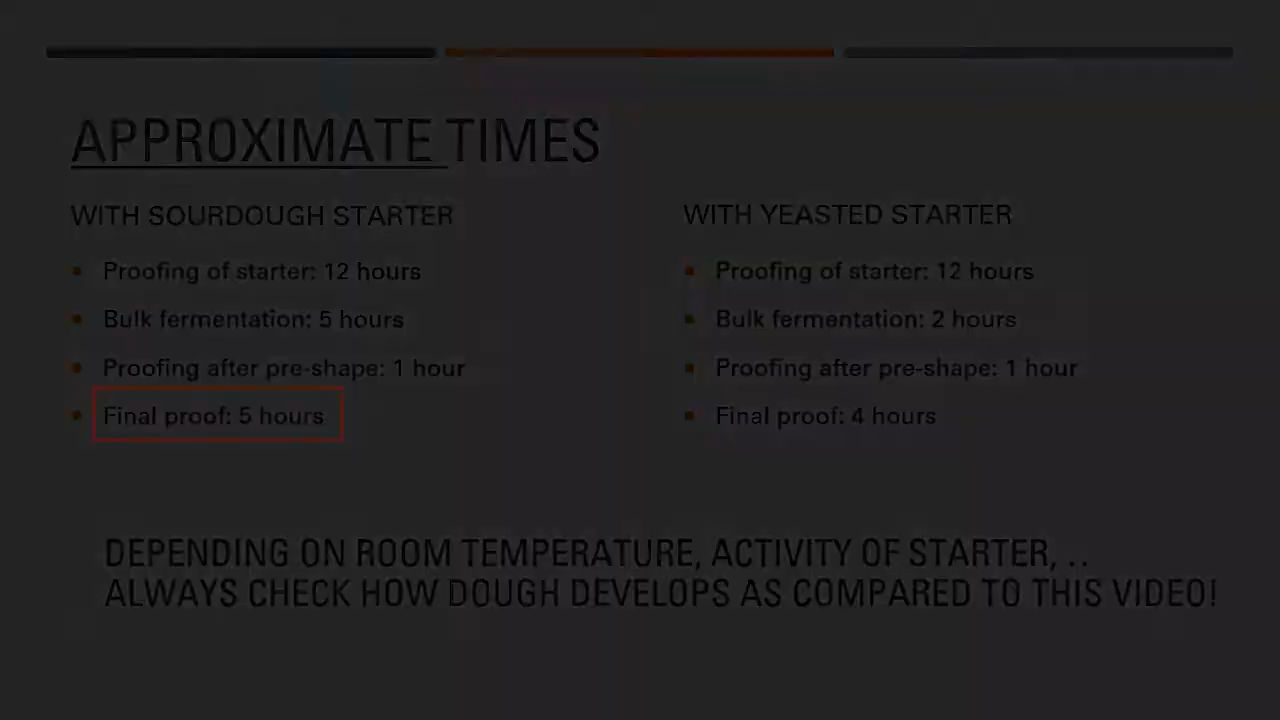 APPROXIMATE TIMES
WITH SOURDOUGH STARTER
Proofing of starter: 12 hours
Bulk fermentation: 5 hours
Proofing after pre-shape: 1 hour
Final proof: 5 hours
WITH YEASTED STARTER
Proofing of starter: 12 hours
Bulk fermentation: 2 hours
Proofing after pre-shape: 1 hour
Final proof: 4 hours
DEPENDING ON ROOM TEMPERATURE, ACTIVITY OF STARTER, ..
ALWAYS CHECK HOW DOUGH DEVELOPS AS COMPARED TO THIS VIDEO!